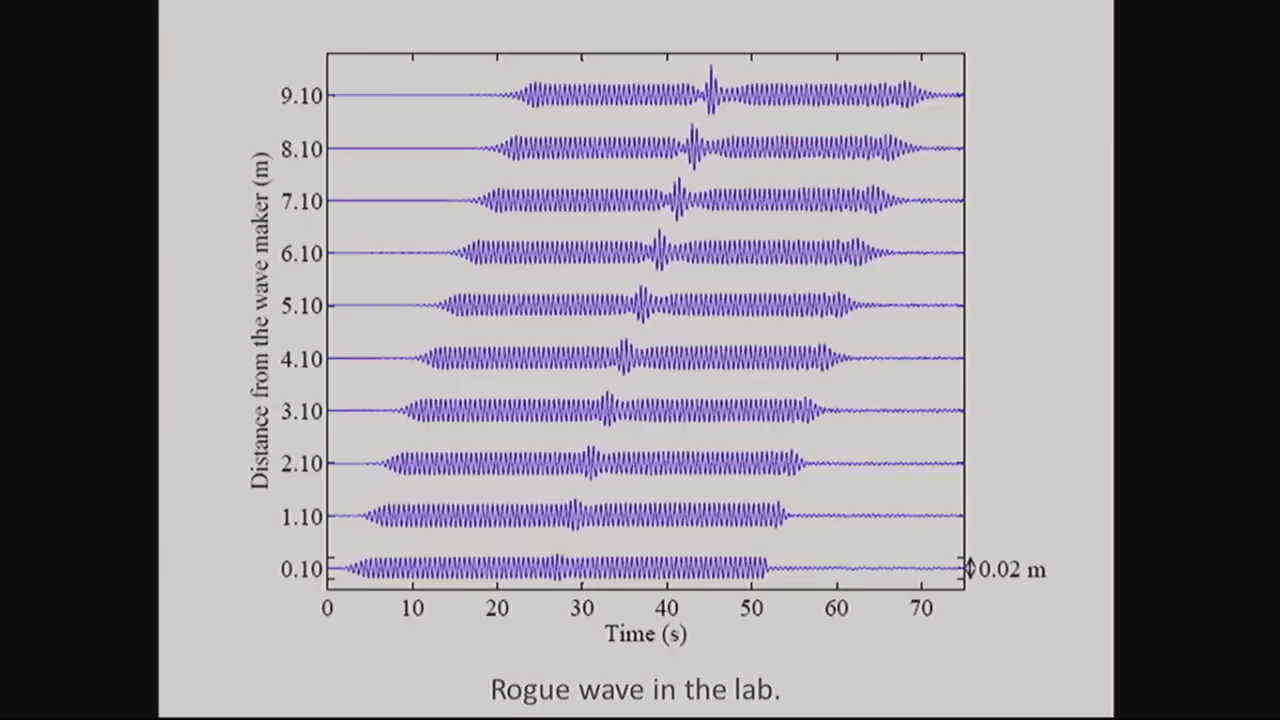 9.10
8.10
7.10
6.10
5.10
4.10
3.10
2.10
1.10
0.10
Distance from the wave maker (m)
0.02 m
0 10 20 30 40 50 60 70
Time (s)
Rogue wave in the lab.